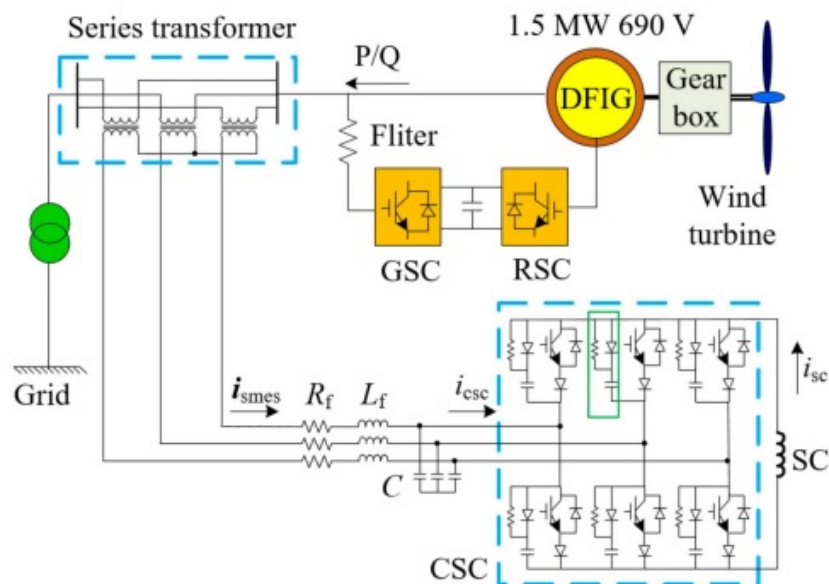 Series transformer
1.5 MW 690 V
P/Q
DFIG
Gear
box
Fliter
Wind
turbine
GSC
RSC
Grid
i_smes
R_f
L_f
i_csc
i_sc
SC
C
CSC